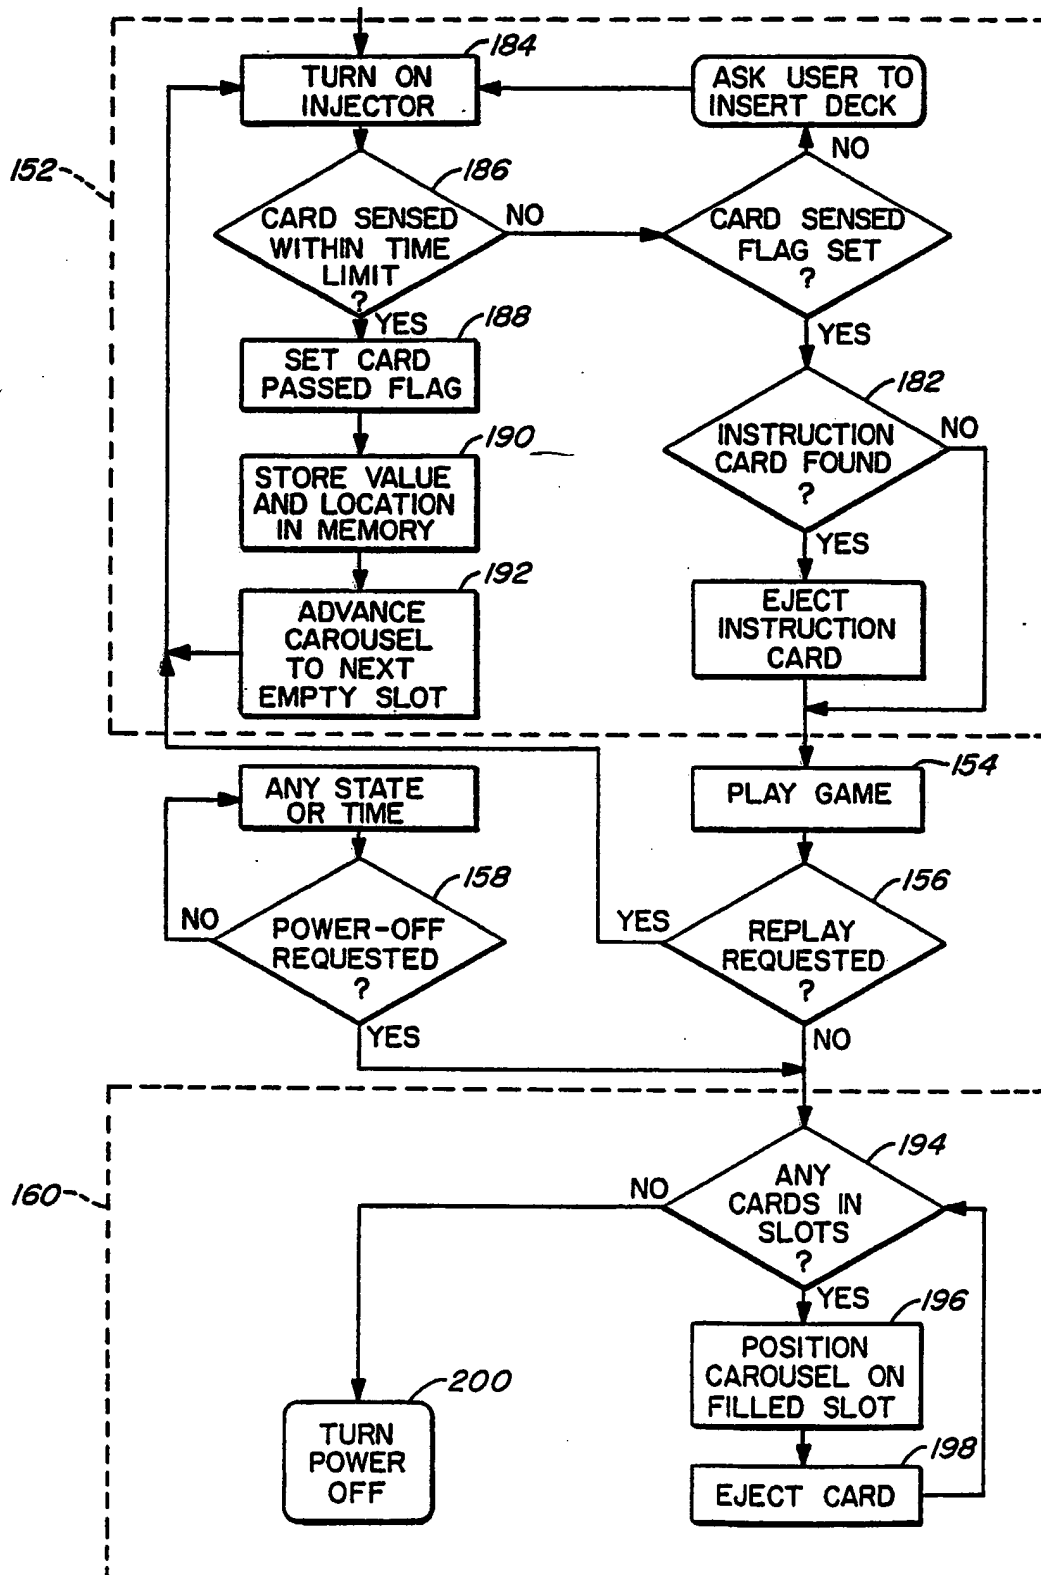 184
TURN ON
INJECTOR
ASK USER TO
INSERT DECK
152
186
CARD SENSED
WITHIN TIME
LIMIT
?
NO
NO
CARD SENSED
FLAG SET
?
YES
188
SET CARD
PASSED FLAG
YES
182
INSTRUCTION
CARD FOUND
?
NO
190
STORE VALUE
AND LOCATION
IN MEMORY
YES
192
ADVANCE
CAROUSEL
TO NEXT
EMPTY SLOT
EJECT
INSTRUCTION
CARD
ANY STATE
OR TIME
154
PLAY GAME
158
NO
POWER-OFF
REQUESTED
?
YES
156
YES
REPLAY
REQUESTED
?
NO
160
194
NO
ANY
CARDS IN
SLOTS
?
YES
196
POSITION
CAROUSEL ON
FILLED SLOT
200
TURN
POWER
OFF
198
EJECT CARD